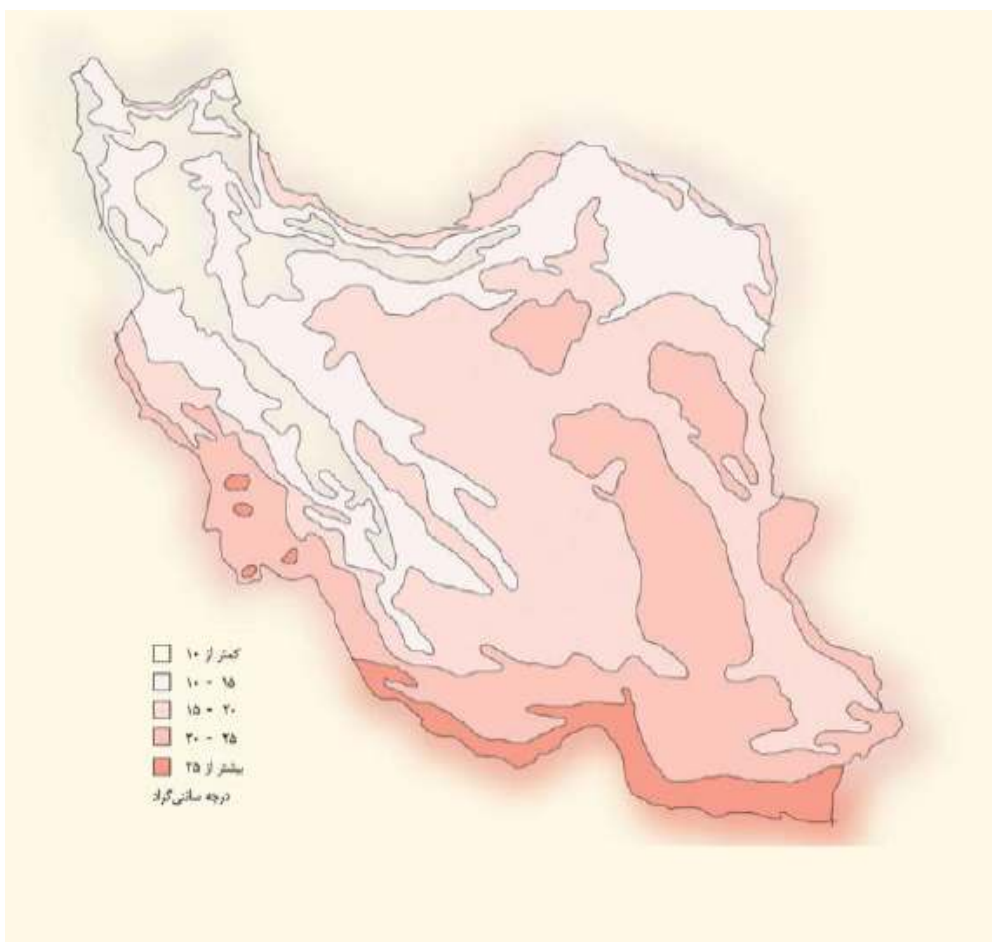 کمتر از ۱۰
۱۰ - ۱۵
۱۵ - ۲۰
۲۰ - ۲۵
بیشتر از ۲۵
درجه سانتی‌گراد